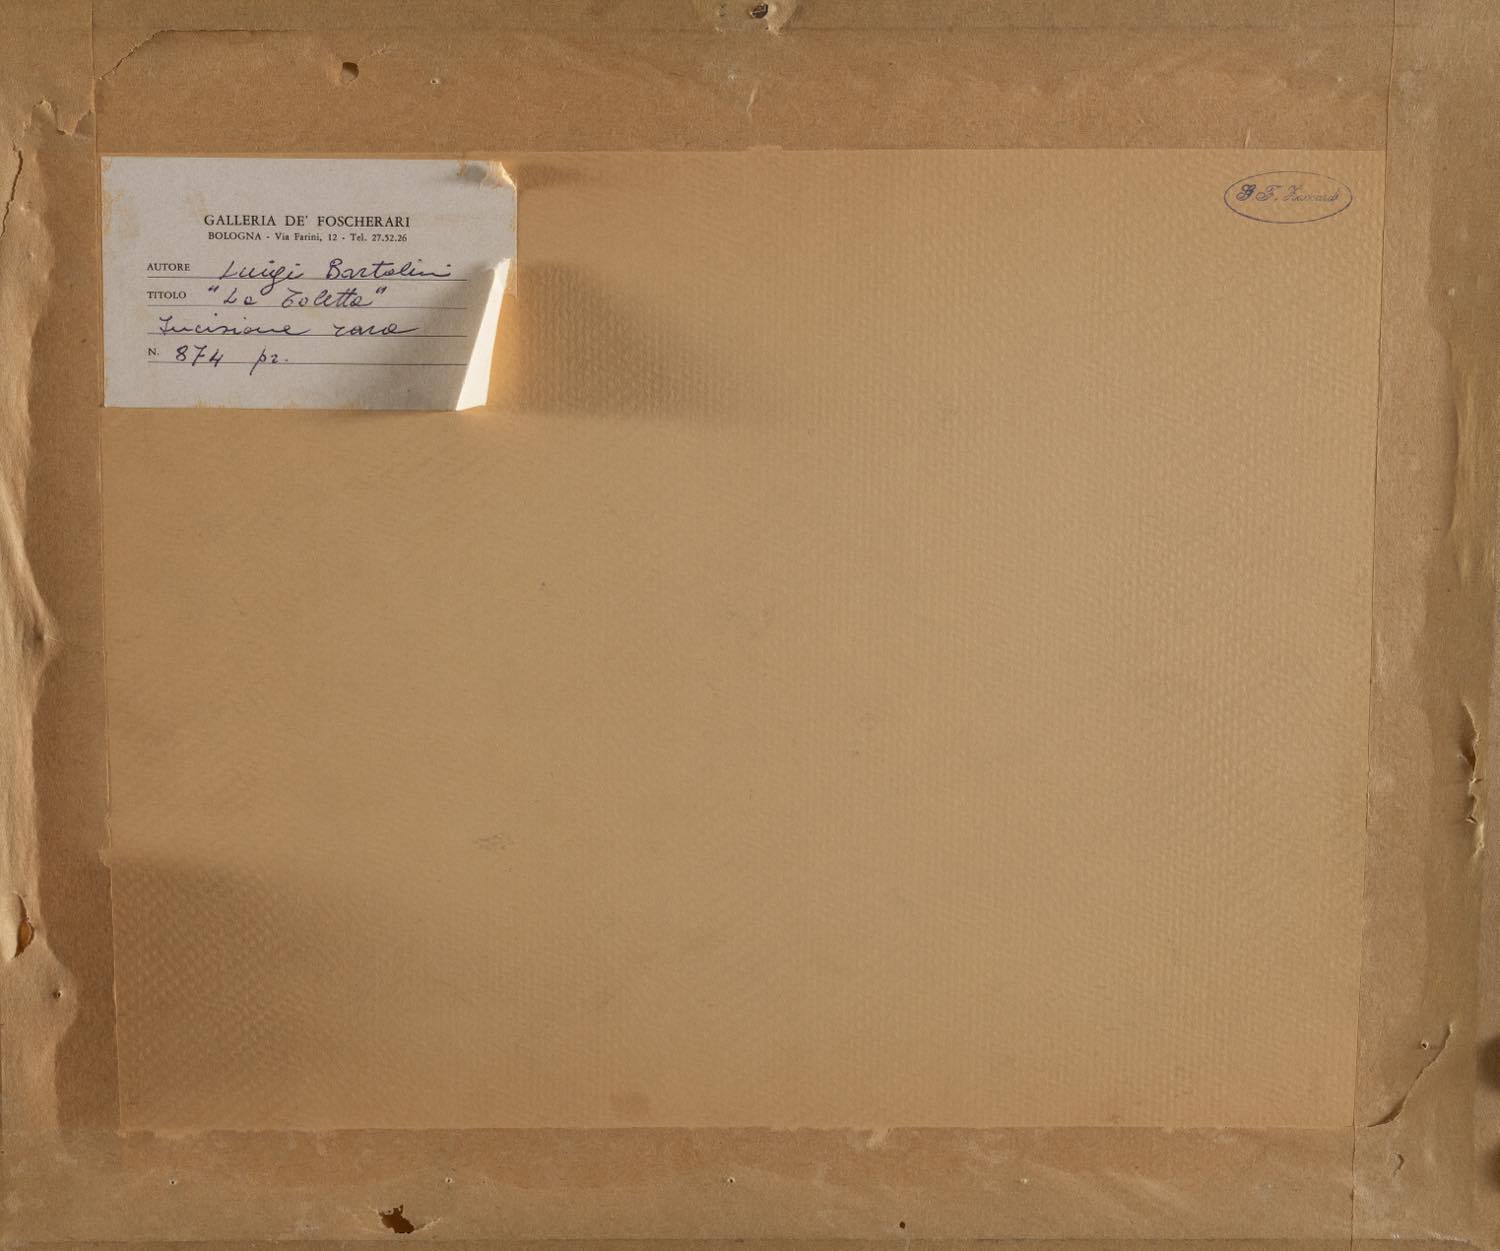 GALLERIA DE' FOSCHERARI
BOLOGNA - Via Farini, 12 - Tel. 27.52.26
AUTORE Luigi Bartolini
TITOLO "La Toletta"
Incisione rara
N. 874 pr.
F.